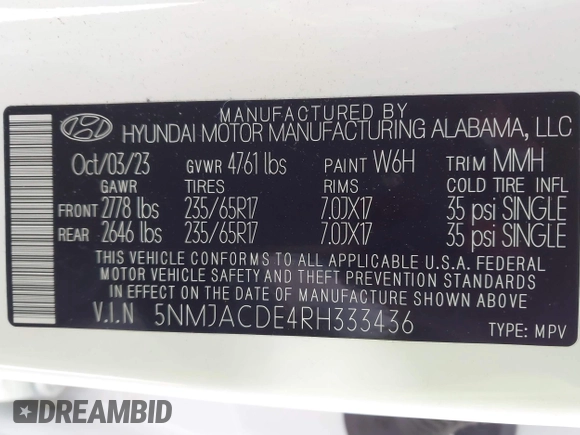 MANUFACTURED BY
HYUNDAI MOTOR MANUFACTURING ALABAMA, LLC
Oct/03/23 GVWR 4761 lbs PAINT W6H TRIM MMH
GAWR TIRES RIMS COLD TIRE INFL
FRONT 2778 lbs 235/65R17 7.0JX17 35 psi SINGLE
REAR 2646 lbs 235/65R17 7.0JX17 35 psi SINGLE
THIS VEHICLE CONFORMS TO ALL APPLICABLE U.S.A. FEDERAL
MOTOR VEHICLE SAFETY AND THEFT PREVENTION STANDARDS
IN EFFECT ON THE DATE OF MANUFACTURE SHOWN ABOVE.
V.I.N 5NMJACDE4RH333436
TYPE: MPV
DREAMBID